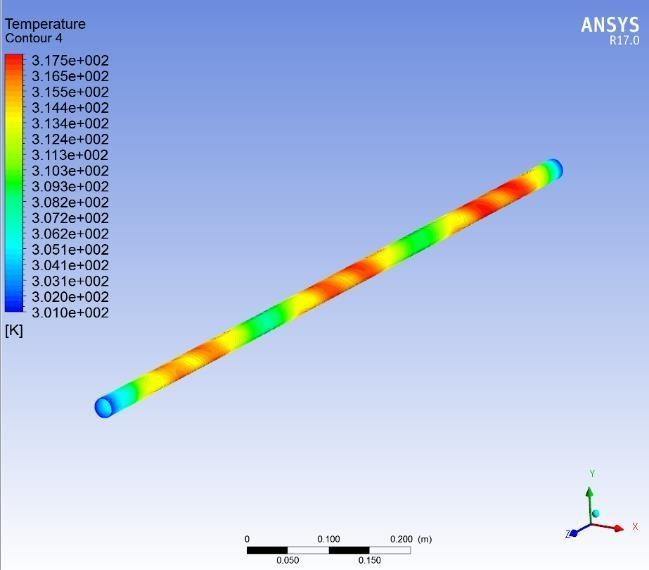 Temperature
Contour 4
ANSYS
R17.0
3.175e+002
3.165e+002
3.155e+002
3.144e+002
3.134e+002
3.124e+002
3.113e+002
3.103e+002
3.093e+002
3.082e+002
3.072e+002
3.062e+002
3.051e+002
3.041e+002
3.031e+002
3.020e+002
3.010e+002
[K]
Y
X
Z
0 0.100 0.200 (m)
0.050 0.150